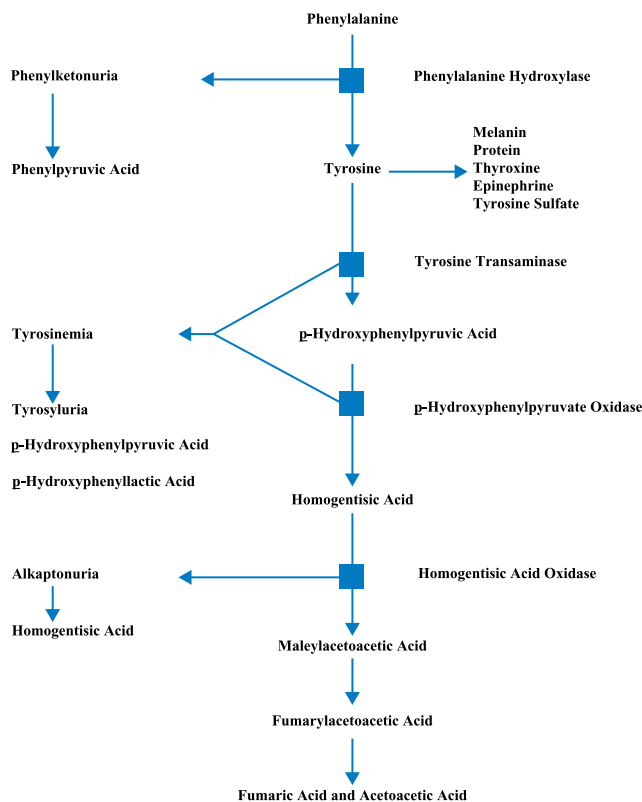 Phenylalanine
Phenylketonuria
Phenylalanine Hydroxylase
Melanin
Protein
Phenylpyruvic Acid
Tyrosine
Thyroxine
Epinephrine
Tyrosine Sulfate
Tyrosine Transaminase
Tyrosinemia
p-Hydroxyphenylpyruvic Acid
Tyrosyluria
p-Hydroxyphenylpyruvate Oxidase
p-Hydroxyphenylpyruvic Acid
p-Hydroxyphenyllactic Acid
Homogentisic Acid
Alkaptonuria
Homogentisic Acid Oxidase
Homogentisic Acid
Maleylacetoacetic Acid
Fumarylacetoacetic Acid
Fumaric Acid and Acetoacetic Acid